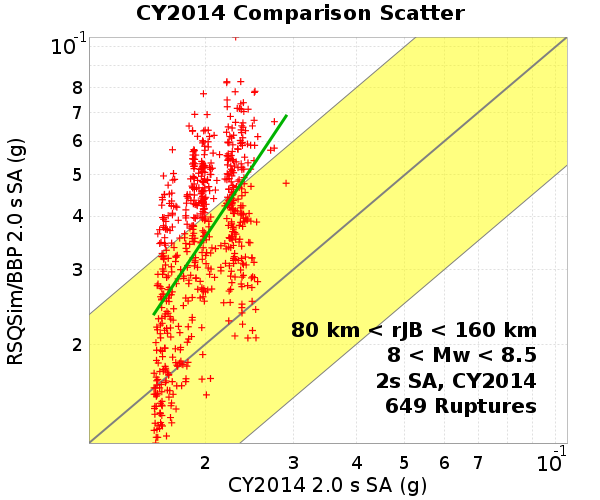 CY2014 Comparison Scatter
10⁻¹
8
7
6
5
4
3
2
RSQSim/BBP 2.0 s SA (g)
80 km < rJB < 160 km
8 < Mw < 8.5
2s SA, CY2014
649 Ruptures
2 3 4 5 6 7 10⁻¹
CY2014 2.0 s SA (g)